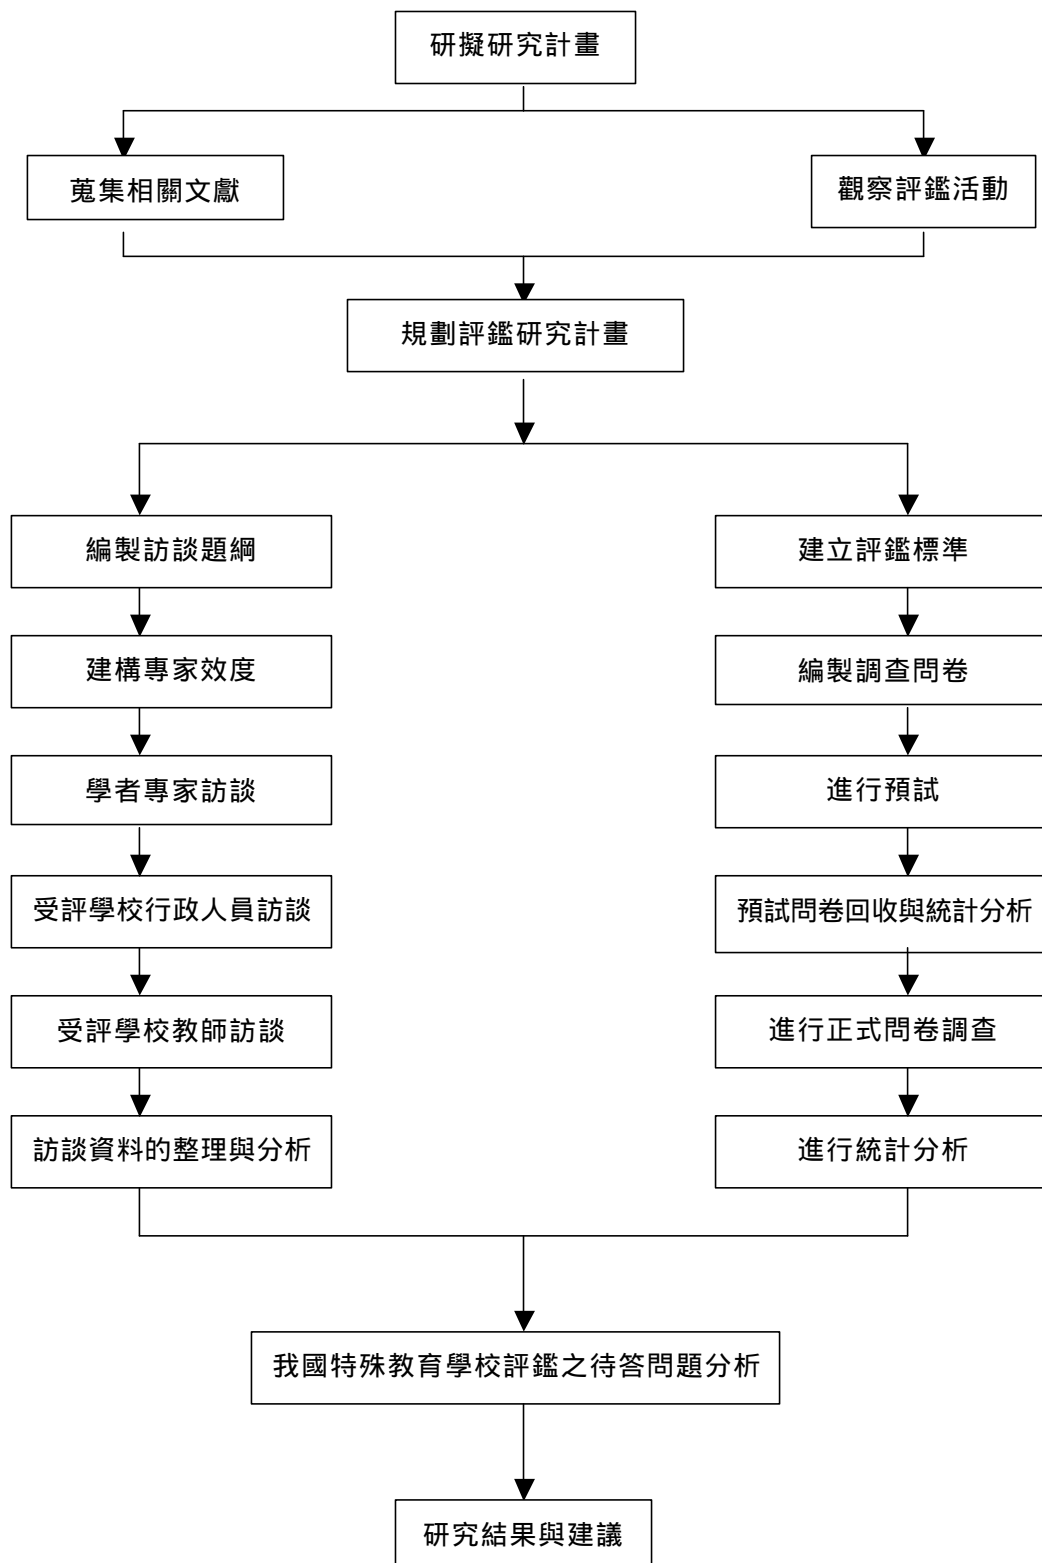 研擬研究計畫
蒐集相關文獻
觀察評鑑活動
規劃評鑑研究計畫
編製訪談題綱
建立評鑑標準
建構專家效度
編製調查問卷
學者專家訪談
進行預試
受評學校行政人員訪談
預試問卷回收與統計分析
受評學校教師訪談
進行正式問卷調查
訪談資料的整理與分析
進行統計分析
我國特殊教育學校評鑑之待答問題分析
研究結果與建議